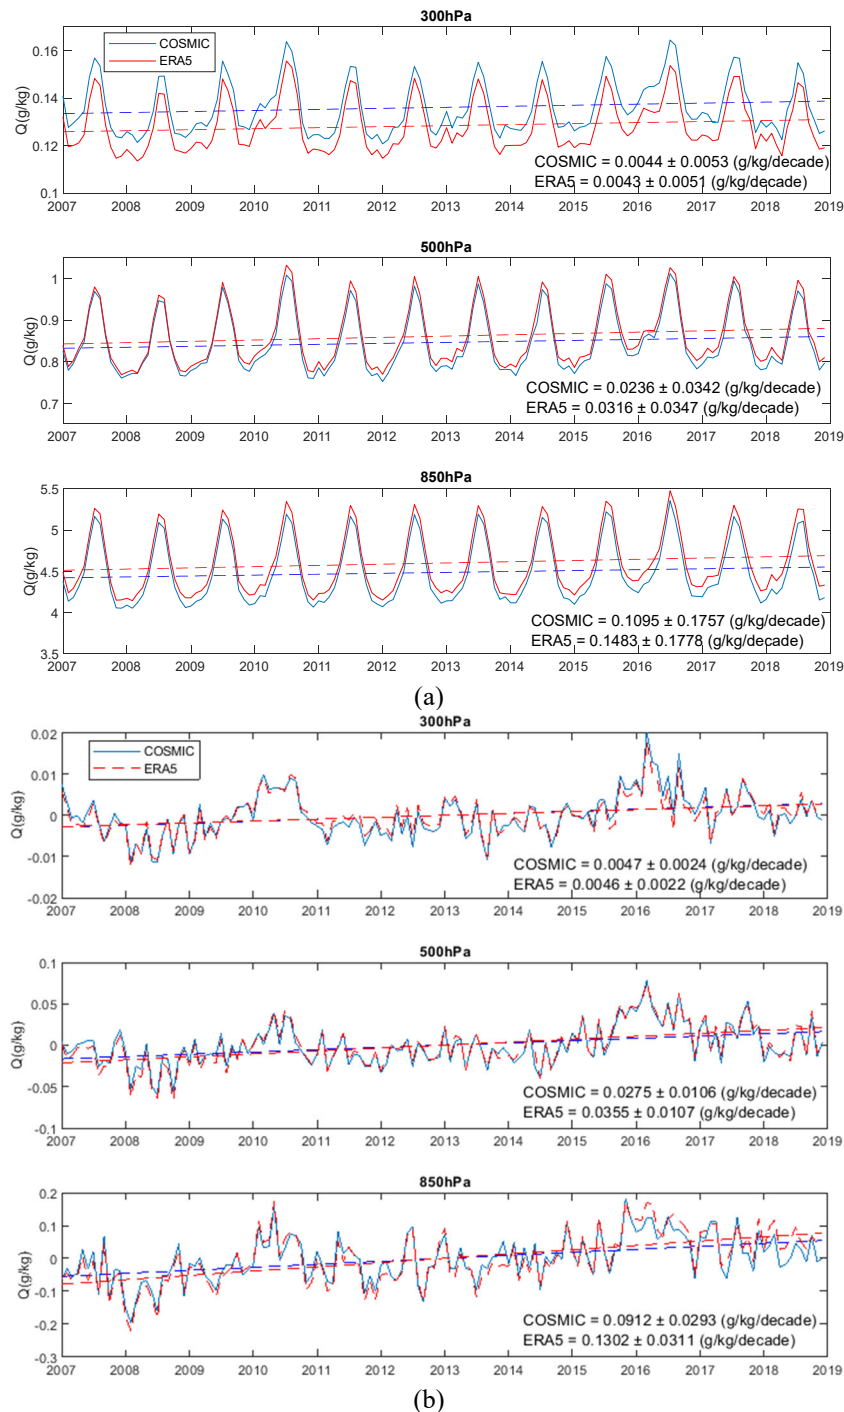 300hPa
COSMIC
ERA5
Q(g/kg)
0.16
0.14
0.12
0.1
COSMIC = 0.0044 ± 0.0053 (g/kg/decade)
ERA5 = 0.0043 ± 0.0051 (g/kg/decade)
2007 2008 2009 2010 2011 2012 2013 2014 2015 2016 2017 2018 2019
500hPa
Q(g/kg)
1
0.9
0.8
0.7
COSMIC = 0.0236 ± 0.0342 (g/kg/decade)
ERA5 = 0.0316 ± 0.0347 (g/kg/decade)
2007 2008 2009 2010 2011 2012 2013 2014 2015 2016 2017 2018 2019
850hPa
Q(g/kg)
5.5
5
4.5
4
3.5
COSMIC = 0.1095 ± 0.1757 (g/kg/decade)
ERA5 = 0.1483 ± 0.1778 (g/kg/decade)
2007 2008 2009 2010 2011 2012 2013 2014 2015 2016 2017 2018 2019
(a)
300hPa
COSMIC
ERA5
Q(g/kg)
0.02
0.01
0
-0.01
-0.02
COSMIC = 0.0047 ± 0.0024 (g/kg/decade)
ERA5 = 0.0046 ± 0.0022 (g/kg/decade)
2007 2008 2009 2010 2011 2012 2013 2014 2015 2016 2017 2018 2019
500hPa
Q(g/kg)
0.1
0.05
0
-0.05
-0.1
COSMIC = 0.0275 ± 0.0106 (g/kg/decade)
ERA5 = 0.0355 ± 0.0107 (g/kg/decade)
2007 2008 2009 2010 2011 2012 2013 2014 2015 2016 2017 2018 2019
850hPa
Q(g/kg)
0.2
0.1
0
-0.1
-0.2
-0.3
COSMIC = 0.0912 ± 0.0293 (g/kg/decade)
ERA5 = 0.1302 ± 0.0311 (g/kg/decade)
2007 2008 2009 2010 2011 2012 2013 2014 2015 2016 2017 2018 2019
(b)